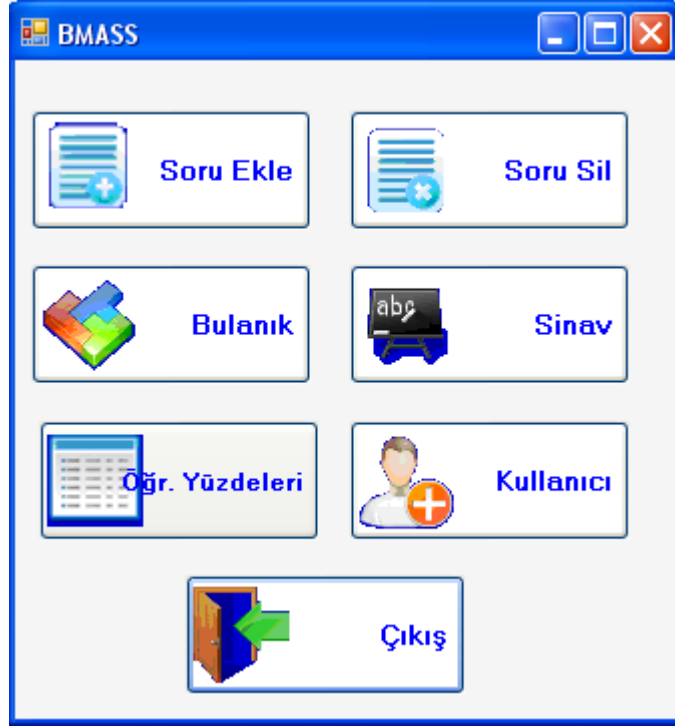 BMASS
Soru Ekle
Soru Sil
Bulanık
abc
Sinav
Öğr. Yüzdeleri
Kullanıcı
Çıkış